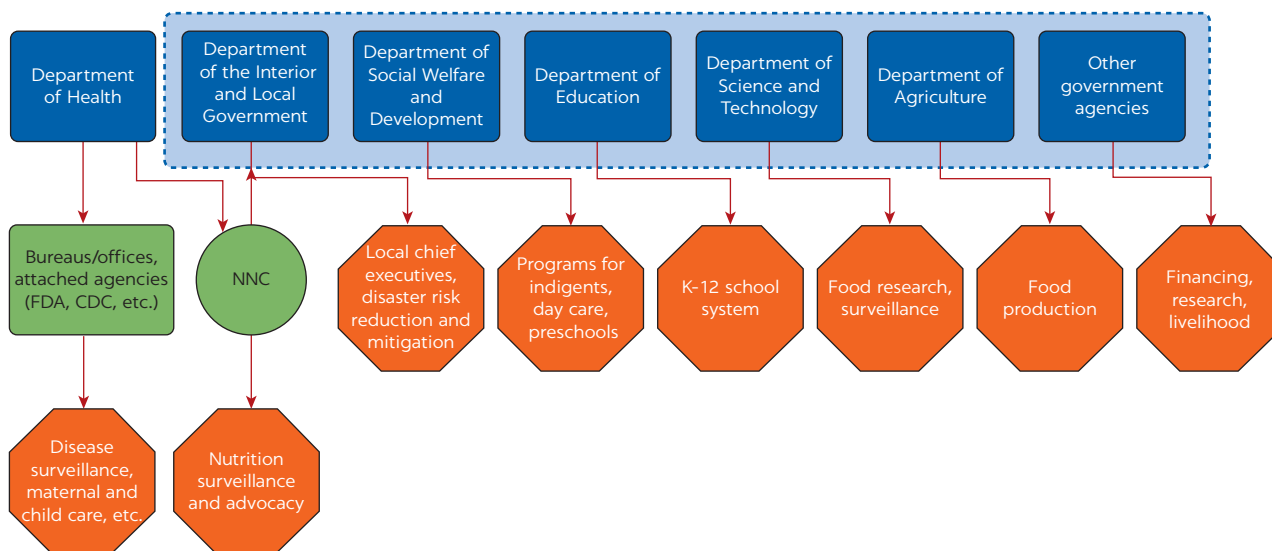 Department
of Health
Department
of the Interior
and Local
Government
Department of
Social Welfare
and
Development
Department of
Education
Department of
Science and
Technology
Department of
Agriculture
Other
government
agencies
Bureaus/offices,
attached agencies
(FDA, CDC, etc.)
NNC
Local chief
executives,
disaster risk
reduction and
mitigation
Programs for
indigents,
day care,
preschools
K-12 school
system
Food research,
surveillance
Food
production
Financing,
research,
livelihood
Disease
surveillance,
maternal and
child care, etc.
Nutrition
surveillance
and advocacy